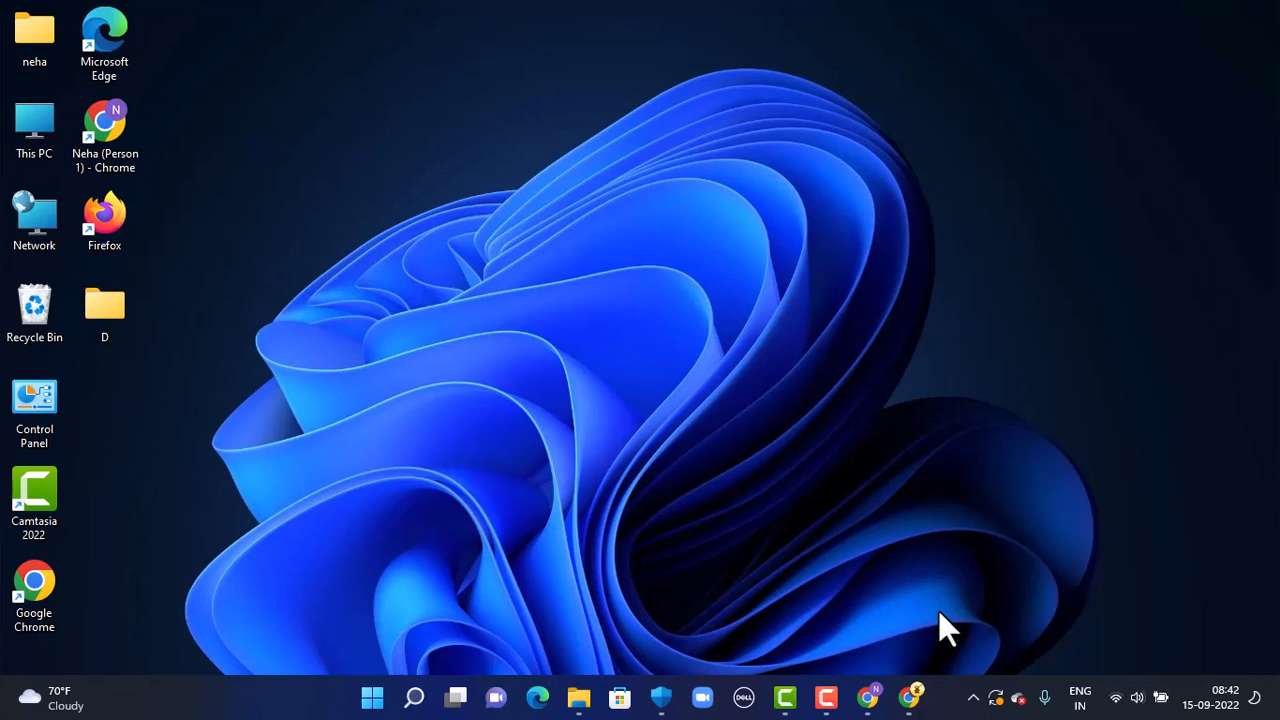 neha
Microsoft
Edge
This PC
N
Neha (Person
1) - Chrome
Network
Firefox
Recycle Bin
D
Control
Panel
Camtasia
2022
Google
Chrome
70°F
Cloudy
DELL
N
ENG
IN
08:42
15-09-2022